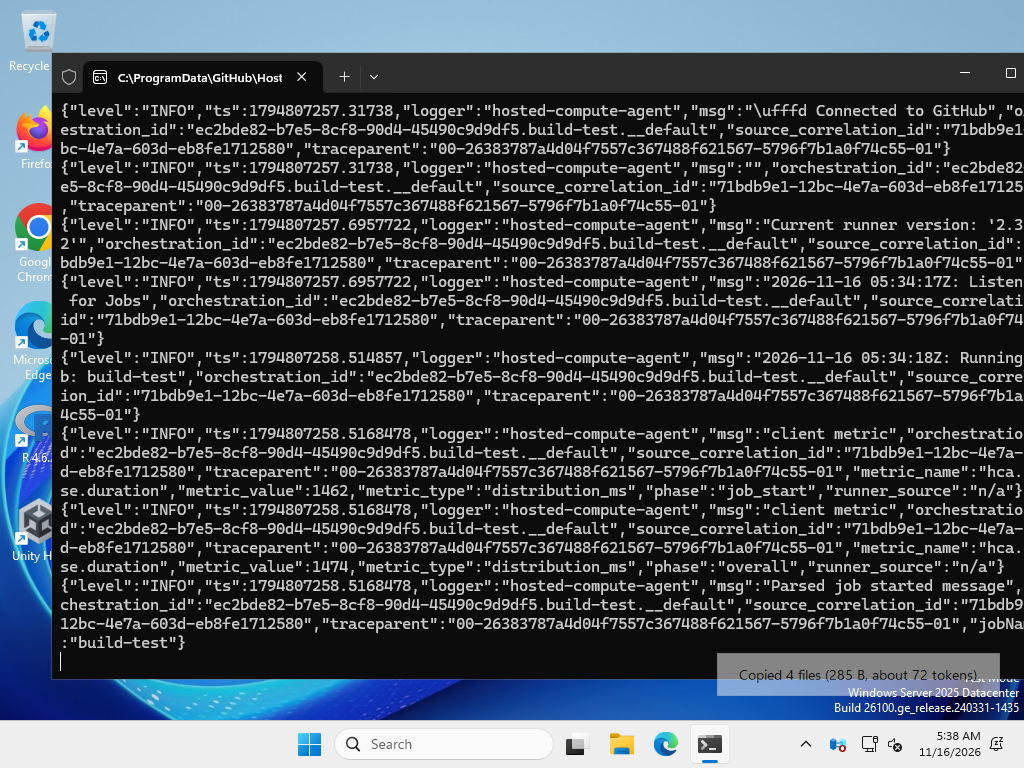 Recycle
Firefo
Google
Chrom
Microso
Edge
R 4.6.
Unity H
C:\ProgramData\GitHub\Host
{"level":"INFO","ts":1794807257.31738,"logger":"hosted-compute-agent","msg":"\ufffd Connected to GitHub","o
estration_id":"ec2bde82-b7e5-8cf8-90d4-45490c9d9df5.build-test.__default","source_correlation_id":"71bdb9e1
bc-4e7a-603d-eb8fe1712580","traceparent":"00-26383787a4d04f7557c367488f621567-5796f7b1a0f74c55-01"}
{"level":"INFO","ts":1794807257.31738,"logger":"hosted-compute-agent","msg":"","orchestration_id":"ec2bde82
e5-8cf8-90d4-45490c9d9df5.build-test.__default","source_correlation_id":"71bdb9e1-12bc-4e7a-603d-eb8fe17125
,"traceparent":"00-26383787a4d04f7557c367488f621567-5796f7b1a0f74c55-01"}
{"level":"INFO","ts":1794807257.6957722,"logger":"hosted-compute-agent","msg":"Current runner version: '2.3
2'","orchestration_id":"ec2bde82-b7e5-8cf8-90d4-45490c9d9df5.build-test.__default","source_correlation_id":
bdb9e1-12bc-4e7a-603d-eb8fe1712580","traceparent":"00-26383787a4d04f7557c367488f621567-5796f7b1a0f74c55-01"
{"level":"INFO","ts":1794807257.6957722,"logger":"hosted-compute-agent","msg":"2026-11-16 05:34:17Z: Listen
for Jobs","orchestration_id":"ec2bde82-b7e5-8cf8-90d4-45490c9d9df5.build-test.__default","source_correlati
id":"71bdb9e1-12bc-4e7a-603d-eb8fe1712580","traceparent":"00-26383787a4d04f7557c367488f621567-5796f7b1a0f74
-01"}
{"level":"INFO","ts":1794807258.514857,"logger":"hosted-compute-agent","msg":"2026-11-16 05:34:18Z: Running
b: build-test","orchestration_id":"ec2bde82-b7e5-8cf8-90d4-45490c9d9df5.build-test.__default","source_corre
ion_id":"71bdb9e1-12bc-4e7a-603d-eb8fe1712580","traceparent":"00-26383787a4d04f7557c367488f621567-5796f7b1a
4c55-01"}
{"level":"INFO","ts":1794807258.5168478,"logger":"hosted-compute-agent","msg":"client metric","orchestratio
d":"ec2bde82-b7e5-8cf8-90d4-45490c9d9df5.build-test.__default","source_correlation_id":"71bdb9e1-12bc-4e7a-
d-eb8fe1712580","traceparent":"00-26383787a4d04f7557c367488f621567-5796f7b1a0f74c55-01","metric_name":"hca.
se.duration","metric_value":1462,"metric_type":"distribution_ms","phase":"job_start","runner_source":"n/a"}
{"level":"INFO","ts":1794807258.5168478,"logger":"hosted-compute-agent","msg":"client metric","orchestratio
d":"ec2bde82-b7e5-8cf8-90d4-45490c9d9df5.build-test.__default","source_correlation_id":"71bdb9e1-12bc-4e7a-
d-eb8fe1712580","traceparent":"00-26383787a4d04f7557c367488f621567-5796f7b1a0f74c55-01","metric_name":"hca.
se.duration","metric_value":1474,"metric_type":"distribution_ms","phase":"overall","runner_source":"n/a"}
{"level":"INFO","ts":1794807258.5168478,"logger":"hosted-compute-agent","msg":"Parsed job started message",
chestration_id":"ec2bde82-b7e5-8cf8-90d4-45490c9d9df5.build-test.__default","source_correlation_id":"71bdb9
12bc-4e7a-603d-eb8fe1712580","traceparent":"00-26383787a4d04f7557c367488f621567-5796f7b1a0f74c55-01","jobNa
:"build-test"}
Copied 4 files (285 B, about 72 tokens)
Mode
Windows Server 2025 Datacenter
Build 26100.ge_release.240331-1435
Search
5:38 AM
11/16/2026